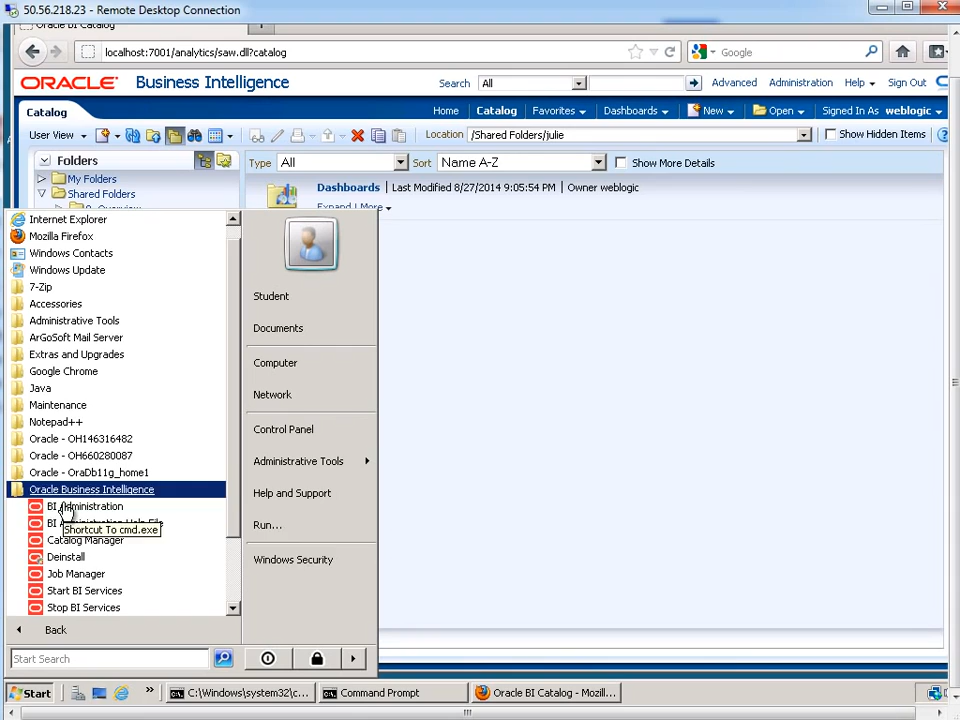 50.56.218.23 - Remote Desktop Connection
Oracle BI Catalog
localhost:7001/analytics/saw.dll?catalog
Google
ORACLE Business Intelligence
Search All Advanced Administration Help Sign Out
Catalog
Home Catalog Favorites Dashboards New Open Signed In As weblogic
User View Location /Shared Folders/julie Show Hidden Items
Folders
Type All Sort Name A-Z Show More Details
My Folders
Shared Folders
Dashboards Last Modified 8/27/2014 9:05:54 PM Owner weblogic
Expand More
Internet Explorer
Mozilla Firefox
Windows Contacts
Windows Update
7-Zip
Accessories
Administrative Tools
ArGoSoft Mail Server
Extras and Upgrades
Google Chrome
Java
Maintenance
Notepad++
Oracle - OH146316482
Oracle - OH660280087
Oracle - OraDb11g_home1
Oracle Business Intelligence
BI Administration
BI Administration Help File
Shortcut To cmd.exe
Catalog Manager
Deinstall
Job Manager
Start BI Services
Stop BI Services
Back
Start Search
Student
Documents
Computer
Network
Control Panel
Administrative Tools
Help and Support
Run...
Windows Security
Start
C:\Windows\system32\c...
Command Prompt
Oracle BI Catalog - Mozill...